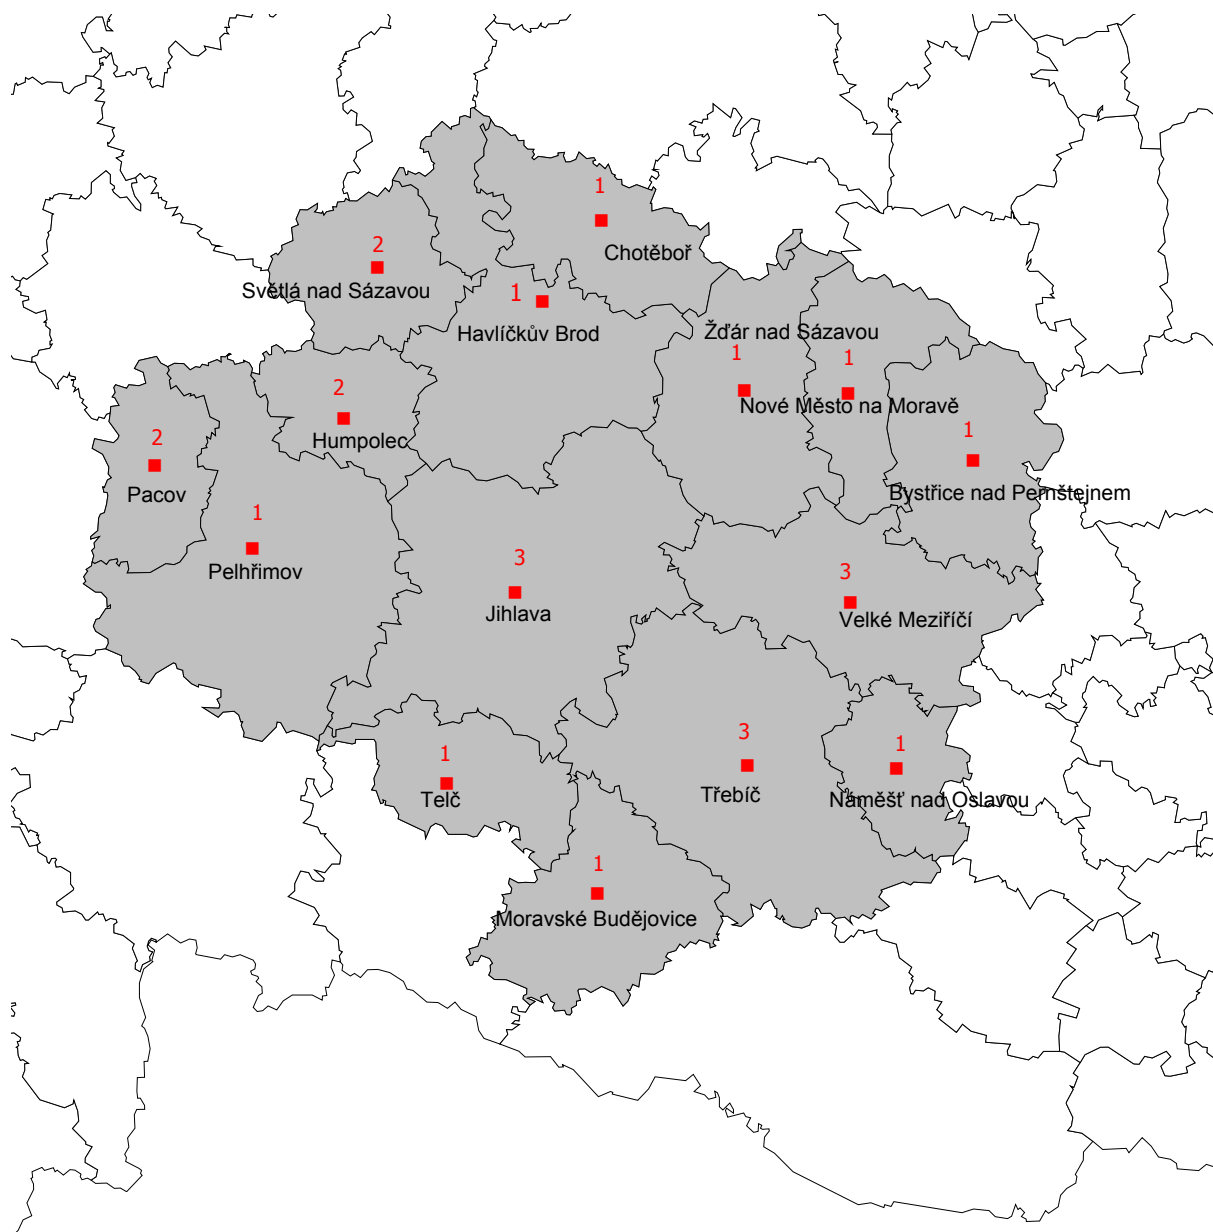 1
Chotěboř
2
Světlá nad Sázavou
1
Havlíčkův Brod
Žďár nad Sázavou
1
1
Nové Město na Moravě
2
Humpolec
2
Pacov
1
Bystřice nad Pernštejnem
1
Pelhřimov
3
Jihlava
3
Velké Meziříčí
1
Telč
3
Třebíč
1
Náměšť nad Oslavou
1
Moravské Budějovice